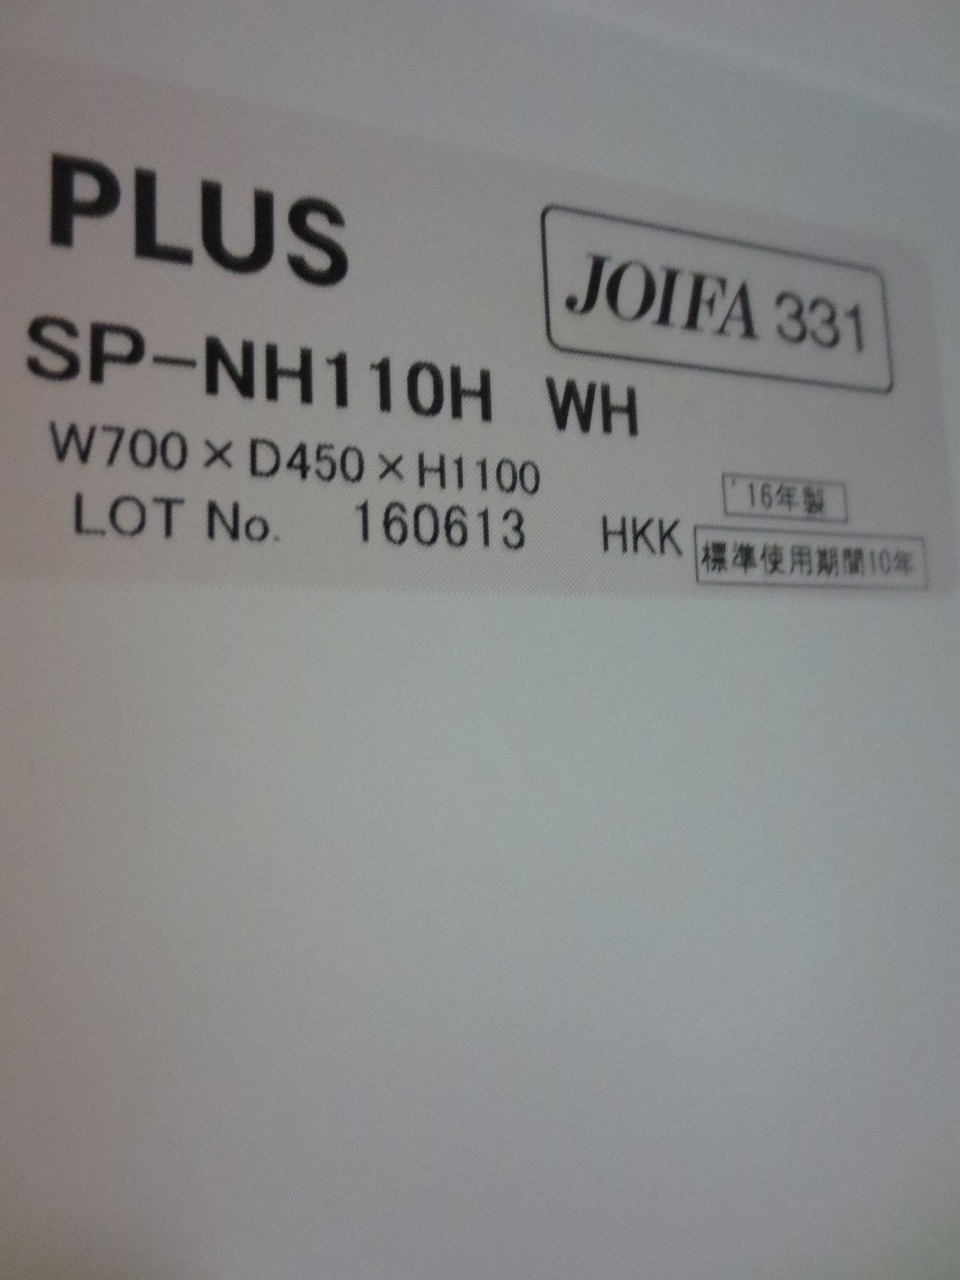 PLUS
JOIFA 331
SP-NH110H WH
W700×D450×H1100
'16年製
LOT No. 160613 HKK
標準使用期間10年